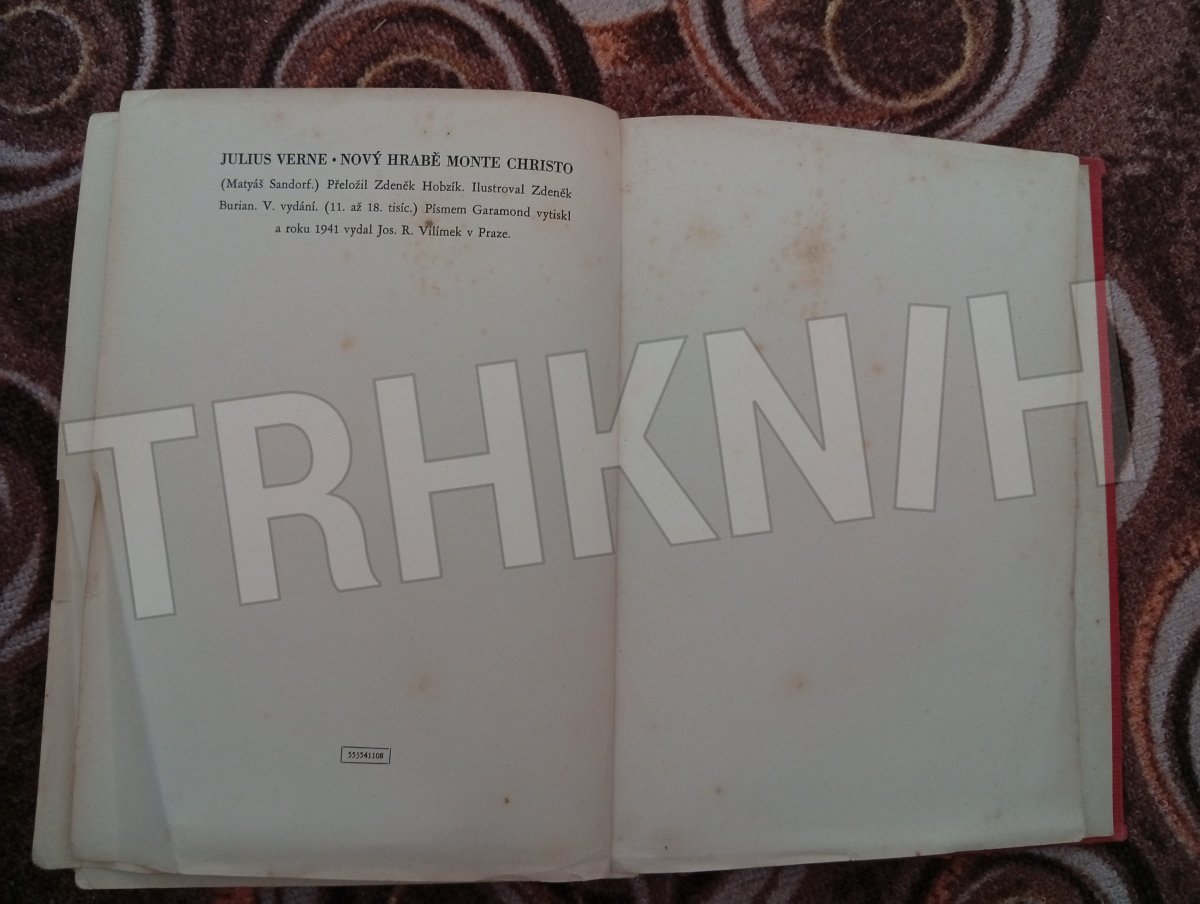 JULIUS VERNE • NOVÝ HRABĚ MONTE CHRISTO
(Matyáš Sandorf.) Přeložil Zdeněk Hobzík. Ilustroval Zdeněk
Burian. V. vydání. (11. až 18. tisíc.) Písmem Garamond vytiskl
a roku 1941 vydal Jos. R. Vilímek v Praze.
TRHKNIH
553541108